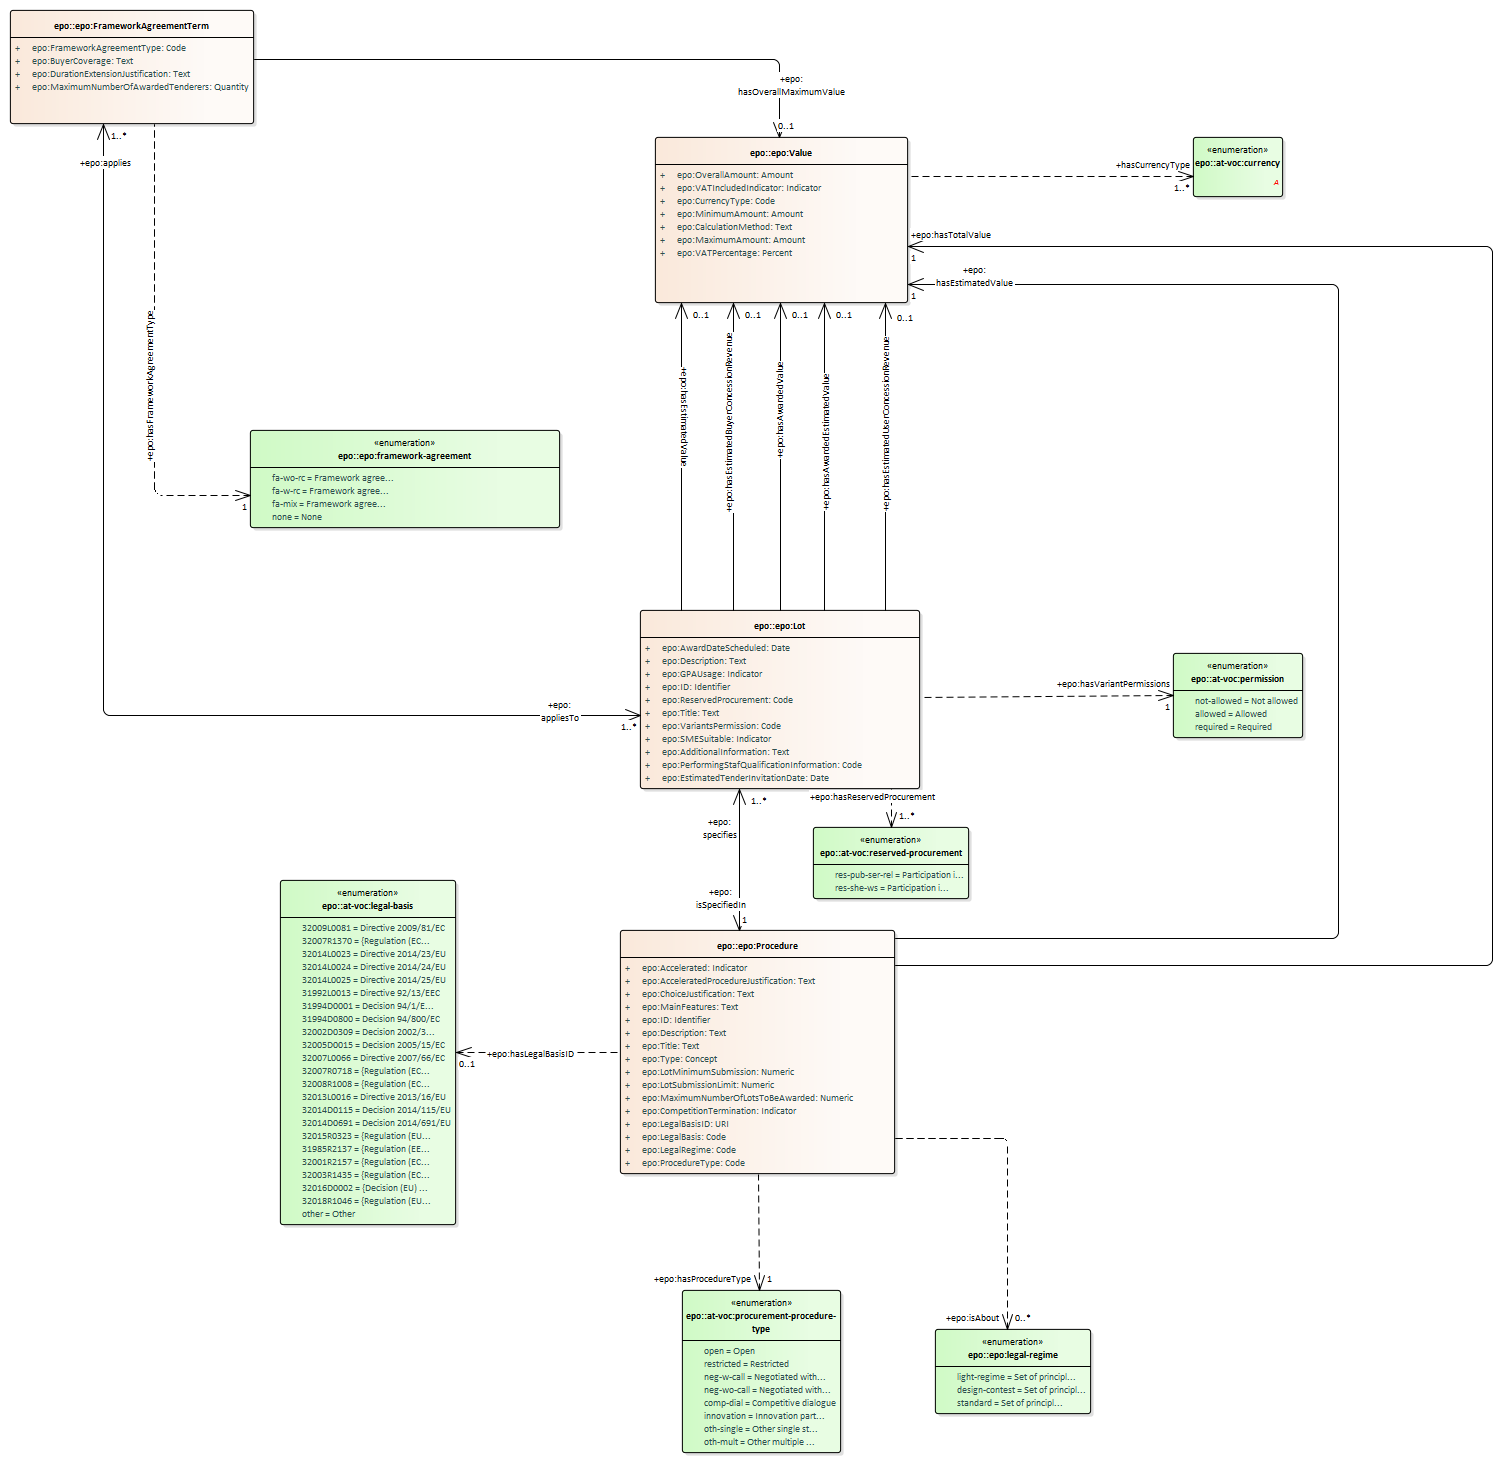 epo::epo:FrameworkAgreementTerm
+ epo:FrameworkAgreementType: Code
+ epo:BuyerCoverage: Text
+ epo:DurationExtensionJustification: Text
+ epo:MaximumNumberOfAwardedTenderers: Quantity
+epo:
hasOverallMaximumValue
0..1
1..*
+epo:applies
epo::epo:Value
+ epo:OverallAmount: Amount
+ epo:VATIncludedIndicator: Indicator
+ epo:CurrencyType: Code
+ epo:MinimumAmount: Amount
+ epo:CalculationMethod: Text
+ epo:MaximumAmount: Amount
+ epo:VATPercentage: Percent
+hasCurrencyType
1..*
«enumeration»
epo::at-voc:currency
A
+epo:hasTotalValue
1
+epo:
hasEstimatedValue
1
0..1
0..1
0..1
0..1
0..1
+epo:hasFrameworkAgreementType
+epo:hasEstimatedValue
+epo:hasEstimatedBuyerConcessionRevenue
+epo:hasAwardedValue
+epo:hasAwardedEstimatedValue
+epo:hasEstimatedUserConcessionRevenue
1
«enumeration»
epo::epo:framework-agreement
fa-wo-rc = Framework agree...
fa-w-rc = Framework agree...
fa-mix = Framework agree...
none = None
epo::epo:Lot
+ epo:AwardDateScheduled: Date
+ epo:Description: Text
+ epo:GPAUsage: Indicator
+ epo:ID: Identifier
+ epo:ReservedProcurement: Code
+ epo:Title: Text
+ epo:VariantsPermission: Code
+ epo:SMESuitable: Indicator
+ epo:AdditionalInformation: Text
+ epo:PerformingStafQualificationInformation: Code
+ epo:EstimatedTenderInvitationDate: Date
+epo:
appliesTo
1..*
+epo:hasVariantPermissions
1
«enumeration»
epo::at-voc:permission
not-allowed = Not allowed
allowed = Allowed
required = Required
1..*
+epo:
specifies
+epo:hasReservedProcurement
1..*
«enumeration»
epo::at-voc:reserved-procurement
res-pub-ser-rel = Participation i...
res-she-ws = Participation i...
+epo:
isSpecifiedIn
1
«enumeration»
epo::at-voc:legal-basis
32009L0081 = Directive 2009/81/EC
32007R1370 = {Regulation (EC...
32014L0023 = Directive 2014/23/EU
32014L0024 = Directive 2014/24/EU
32014L0025 = Directive 2014/25/EU
31992L0013 = Directive 92/13/EEC
31994D0001 = Decision 94/1/E...
31994D0800 = Decision 94/800/EC
32002D0309 = Decision 2002/3...
32005D0015 = Decision 2005/15/EC
32007L0066 = Directive 2007/66/EC
32007R0718 = {Regulation (EC...
32008R1008 = {Regulation (EC...
32013L0016 = Directive 2013/16/EU
32014D0115 = Decision 2014/115/EU
32014D0691 = Decision 2014/691/EU
32015R0323 = {Regulation (EU...
31985R2137 = {Regulation (EE...
32001R2157 = {Regulation (EC...
32003R1435 = {Regulation (EC...
32016D0002 = {Decision (EU) ...
32018R1046 = {Regulation (EU...
other = Other
+epo:hasLegalBasisID
0..1
epo::epo:Procedure
+ epo:Accelerated: Indicator
+ epo:AcceleratedProcedureJustification: Text
+ epo:ChoiceJustification: Text
+ epo:MainFeatures: Text
+ epo:ID: Identifier
+ epo:Description: Text
+ epo:Title: Text
+ epo:Type: Concept
+ epo:LotMinimumSubmission: Numeric
+ epo:LotSubmissionLimit: Numeric
+ epo:MaximumNumberOfLotsToBeAwarded: Numeric
+ epo:CompetitionTermination: Indicator
+ epo:LegalBasisID: URI
+ epo:LegalBasis: Code
+ epo:LegalRegime: Code
+ epo:ProcedureType: Code
+epo:hasProcedureType
1
«enumeration»
epo::at-voc:procurement-procedure-
type
open = Open
restricted = Restricted
neg-w-call = Negotiated with...
neg-wo-call = Negotiated with...
comp-dial = Competitive dialogue
innovation = Innovation part...
oth-single = Other single st...
oth-mult = Other multiple ...
+epo:isAbout
0..*
«enumeration»
epo::epo:legal-regime
light-regime = Set of principl...
design-contest = Set of principl...
standard = Set of principl...